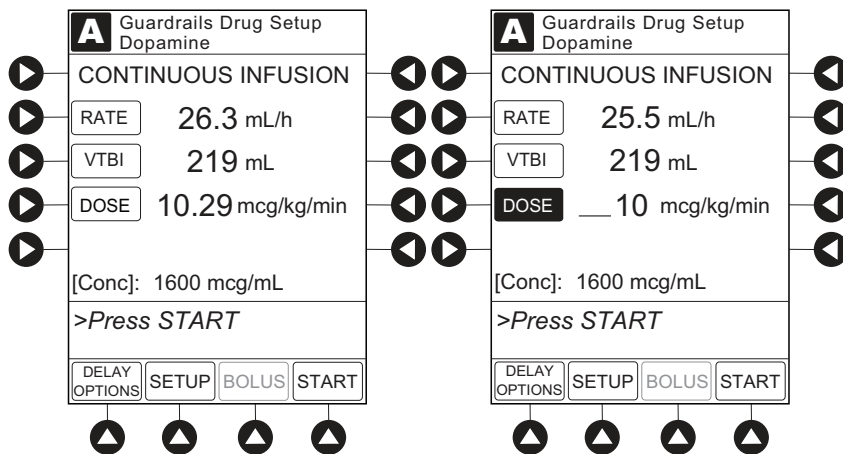 A
Guardrails Drug Setup
Dopamine
CONTINUOUS INFUSION
RATE 26.3 mL/h
VTBI 219 mL
DOSE 10.29 mcg/kg/min
[Conc]: 1600 mcg/mL
>Press START
DELAY OPTIONS SETUP BOLUS START
A
Guardrails Drug Setup
Dopamine
CONTINUOUS INFUSION
RATE 25.5 mL/h
VTBI 219 mL
DOSE __10 mcg/kg/min
[Conc]: 1600 mcg/mL
>Press START
DELAY OPTIONS SETUP BOLUS START